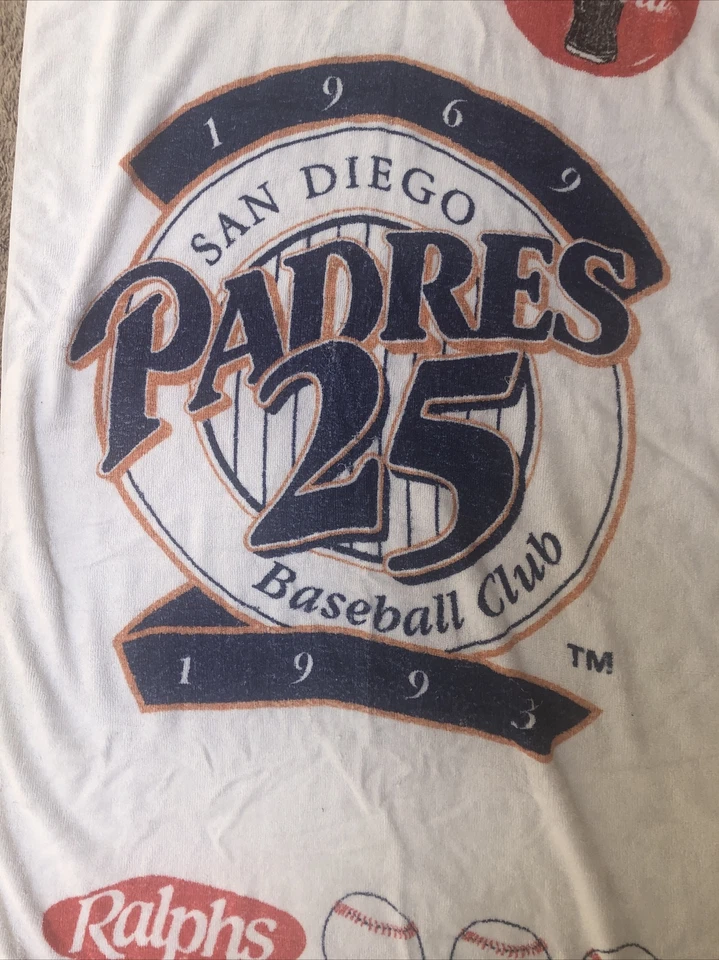 1969
SAN DIEGO
PADRES
25
Baseball Club
TM
1993
Ralphs